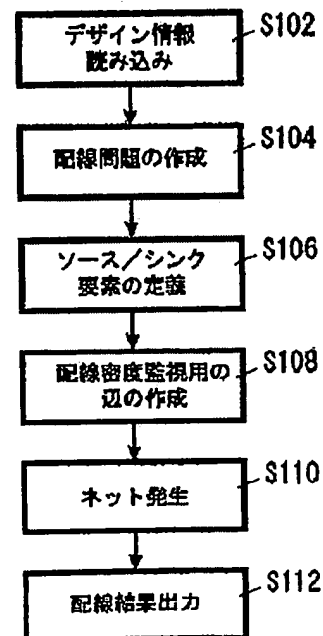 デザイン情報
読み込み
S102
配線問題の作成
S104
ソース／シンク
要素の定義
S106
配線密度監視用の
辺の作成
S108
ネット発生
S110
配線結果出力
S112